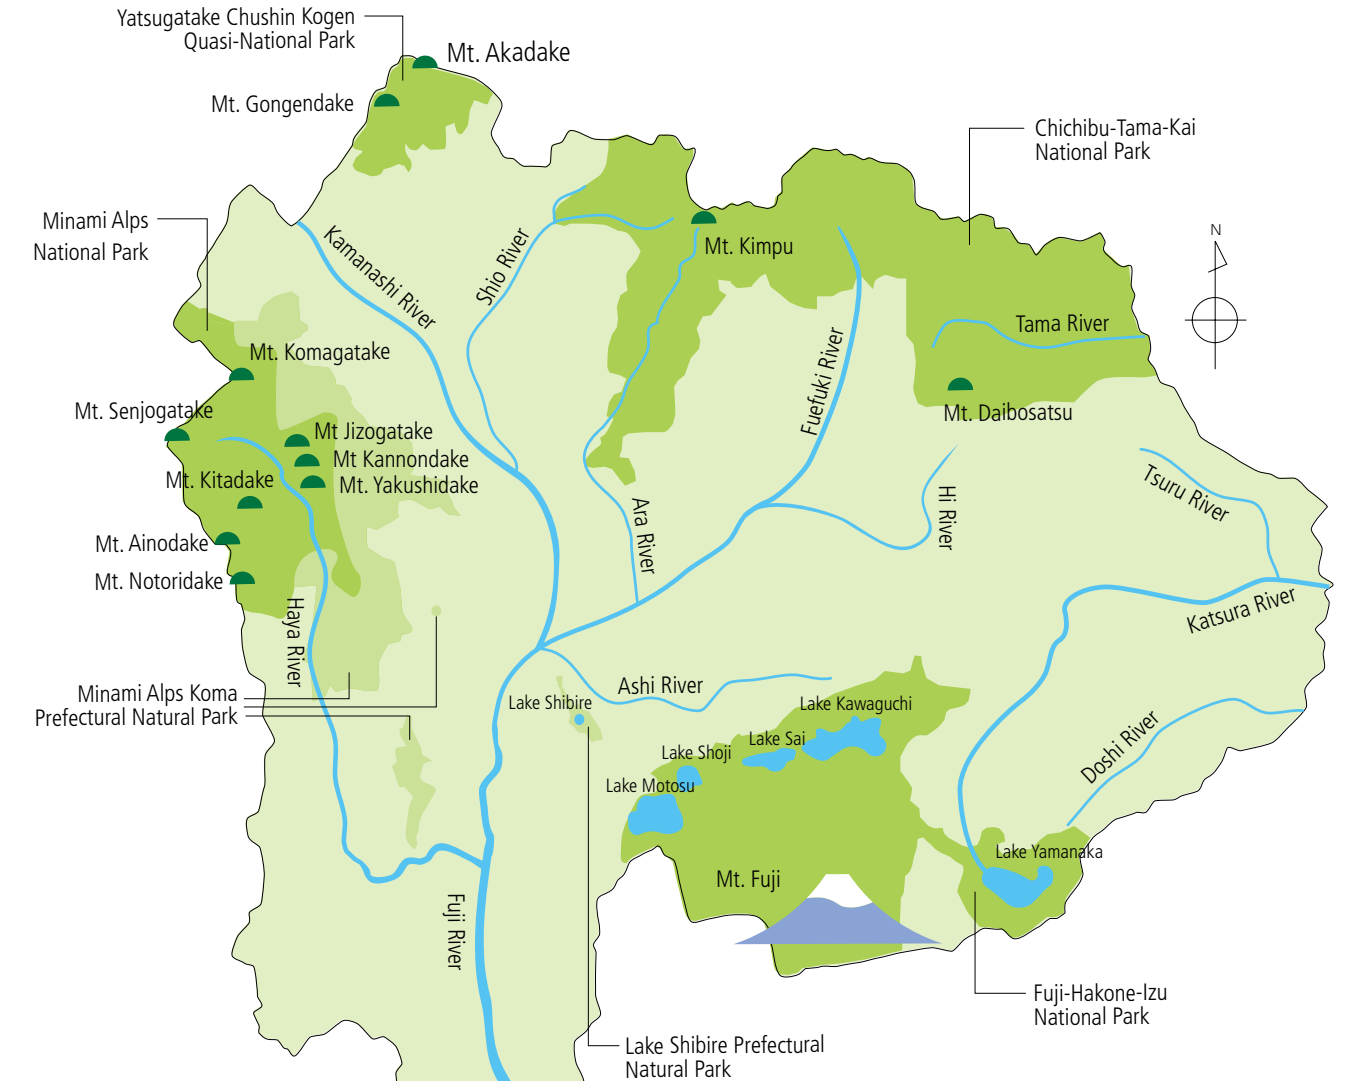 Yatsugatake Chushin Kogen
Quasi-National Park
Mt. Akadake
Mt. Gongendake
Chichibu-Tama-Kai
National Park
Minami Alps
National Park
N
Kamanashi River
Shio River
Mt. Kimpu
Tama River
Fuefuki River
Mt. Komagatake
Mt. Senjogatake
Mt. Daibosatsu
Mt Jizogatake
Mt Kannondake
Mt. Kitadake
Mt. Yakushidake
Tsuru River
Hi River
Ara River
Mt. Ainodake
Mt. Notoridake
Haya River
Katsura River
Minami Alps Koma
Prefectural Natural Park
Ashi River
Lake Shibire
Lake Kawaguchi
Lake Sai
Lake Shoji
Lake Motosu
Doshi River
Lake Yamanaka
Mt. Fuji
Fuji River
Fuji-Hakone-Izu
National Park
Lake Shibire Prefectural
Natural Park